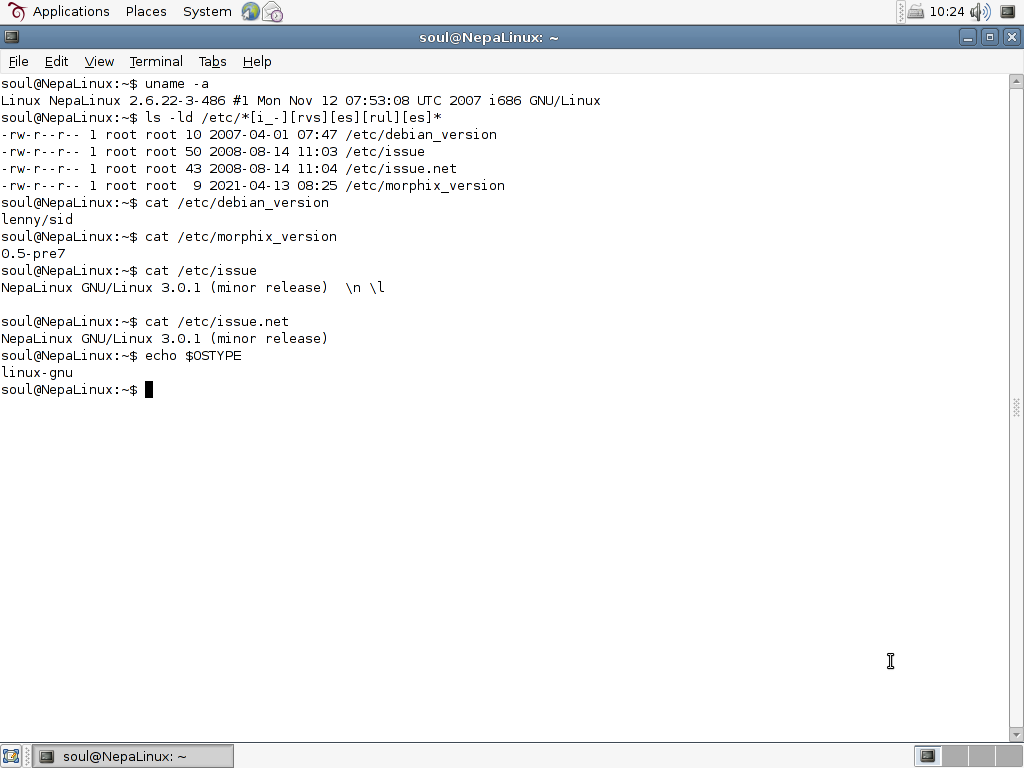 Applications Places System 10:24
soul@NepaLinux: ~
File Edit View Terminal Tabs Help
soul@NepaLinux:~$ uname -a
Linux NepaLinux 2.6.22-3-486 #1 Mon Nov 12 07:53:08 UTC 2007 i686 GNU/Linux
soul@NepaLinux:~$ ls -ld /etc/*[i_-][rvs][es][rul][es]*
-rw-r--r-- 1 root root 10 2007-04-01 07:47 /etc/debian_version
-rw-r--r-- 1 root root 50 2008-08-14 11:03 /etc/issue
-rw-r--r-- 1 root root 43 2008-08-14 11:04 /etc/issue.net
-rw-r--r-- 1 root root  9 2021-04-13 08:25 /etc/morphix_version
soul@NepaLinux:~$ cat /etc/debian_version
lenny/sid
soul@NepaLinux:~$ cat /etc/morphix_version
0.5-pre7
soul@NepaLinux:~$ cat /etc/issue
NepaLinux GNU/Linux 3.0.1 (minor release)  \n \l
soul@NepaLinux:~$ cat /etc/issue.net
NepaLinux GNU/Linux 3.0.1 (minor release)
soul@NepaLinux:~$ echo $OSTYPE
linux-gnu
soul@NepaLinux:~$
soul@NepaLinux: ~